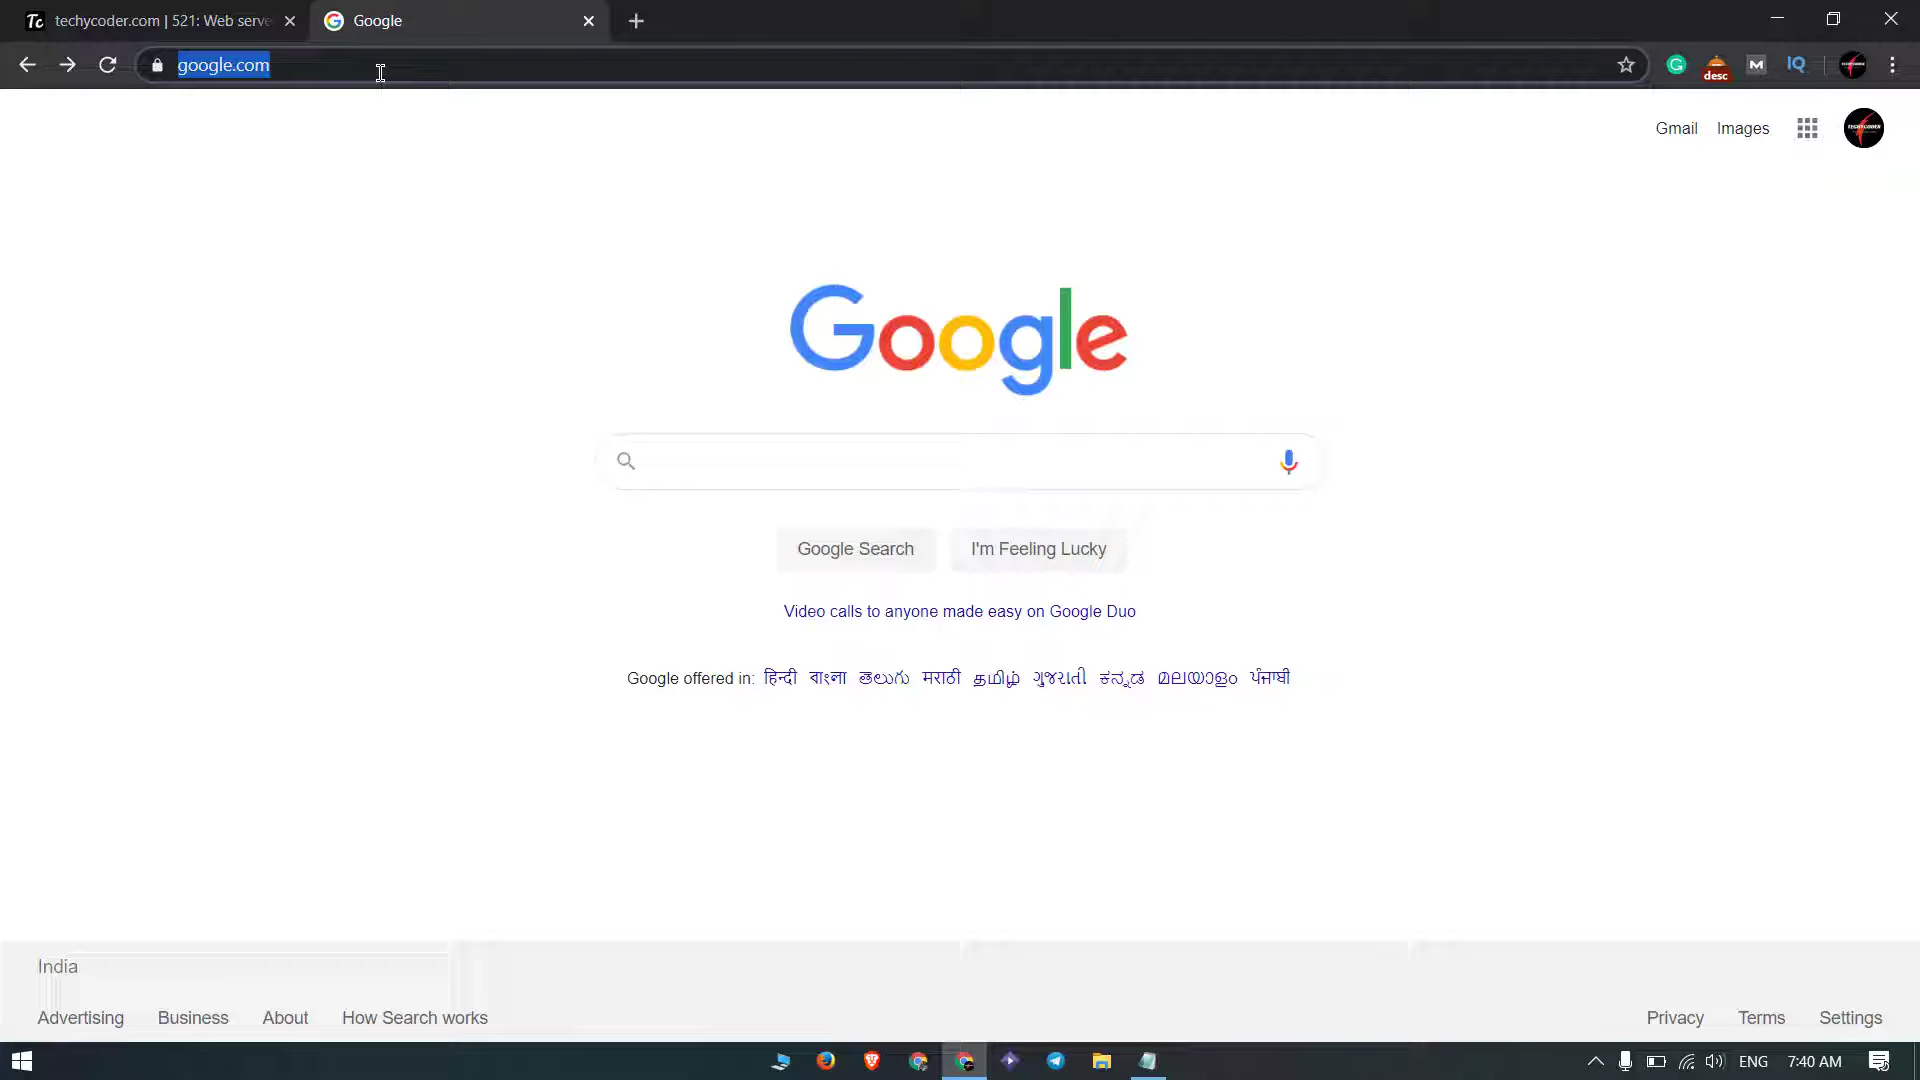 techycoder.com | 521: Web serve
Google
google.com
desc
IQ
Gmail
Images
Google
Google Search
I'm Feeling Lucky
Video calls to anyone made easy on Google Duo
Google offered in: हिन्दी বাংলা తెలుగు मराठी தமிழ் ગુજરાતી ಕನ್ನಡ മലയാളം ਪੰਜਾਬੀ
India
Advertising Business About How Search works
Privacy Terms Settings
ENG 7:40 AM